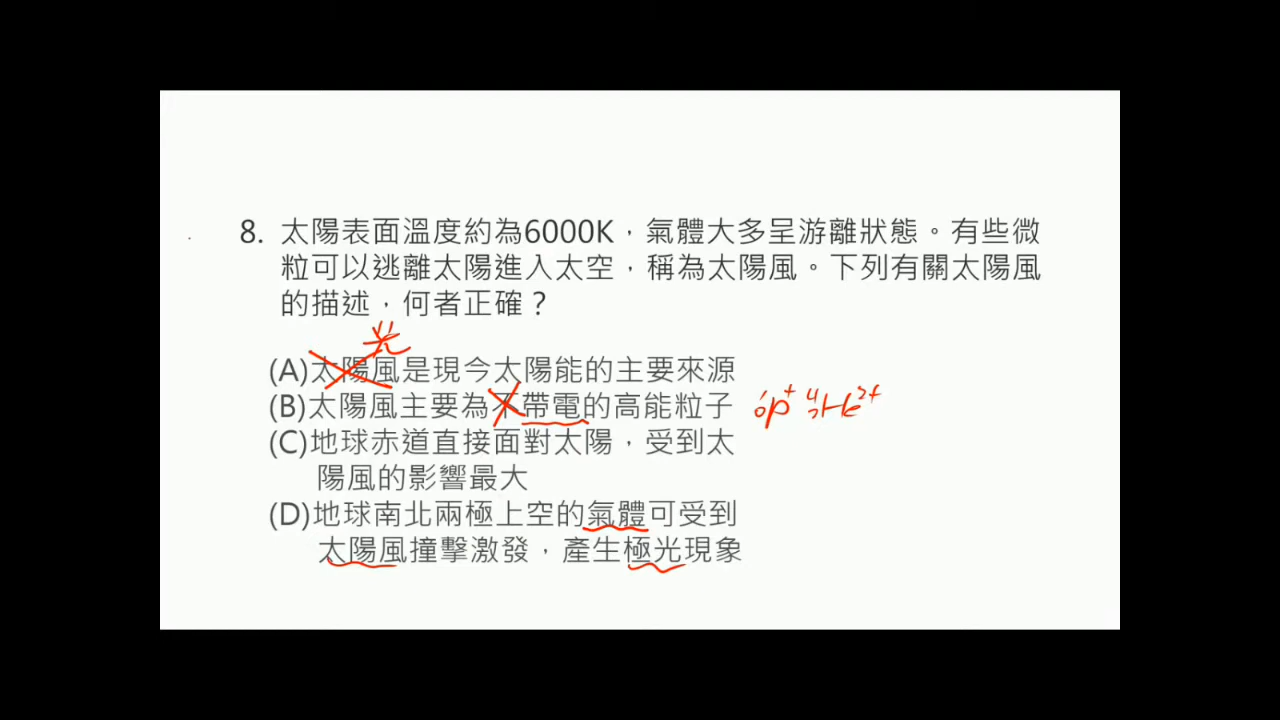 8. 太陽表面溫度約為6000K，氣體大多呈游離狀態。有些微
粒可以逃離太陽進入太空，稱為太陽風。下列有關太陽風
的描述，何者正確？
光
(A)太陽風是現今太陽能的主要來源
(B)太陽風主要為不帶電的高能粒子 p+ 4 2He2+
(C)地球赤道直接面對太陽，受到太
陽風的影響最大
(D)地球南北兩極上空的氣體可受到
太陽風撞擊激發，產生極光現象